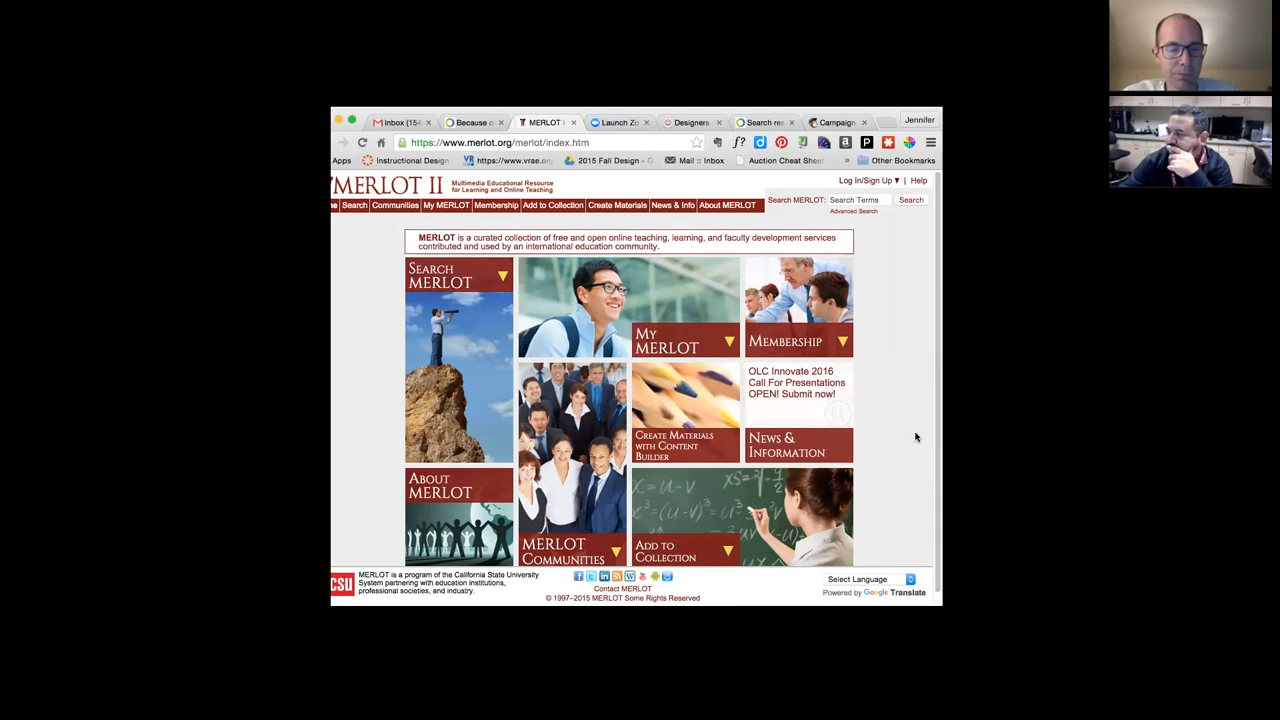 Inbox (15
Because o
MERLOT
Launch Zo
Designers
Search res
Campaign
Jennifer
https://www.merlot.org/merlot/index.htm
Apps
Instructional Design
https://www.vrae.org
2015 Fall Design - G
Mail :: Inbox
Auction Cheat Shee
»
Other Bookmarks
MERLOT II
Multimedia Educational Resource
for Learning and Online Teaching
Log In/Sign Up ▼ | Help
Search
Communities
My MERLOT
Membership
Add to Collection
Create Materials
News & Info
About MERLOT
Search MERLOT:
Search Terms
Search
Advanced Search
MERLOT is a curated collection of free and open online teaching, learning, and faculty development services
contributed and used by an international education community.
Search
MERLOT
My
MERLOT
Membership
OLC Innovate 2016
Call For Presentations
OPEN! Submit now!
Create Materials
with Content
Builder
News &
Information
About
MERLOT
MERLOT
Communities
Add to
Collection
CSU
MERLOT is a program of the California State University
System partnering with education institutions,
professional societies, and industry.
Contact MERLOT
© 1997–2015 MERLOT Some Rights Reserved
Select Language
Powered by Google Translate